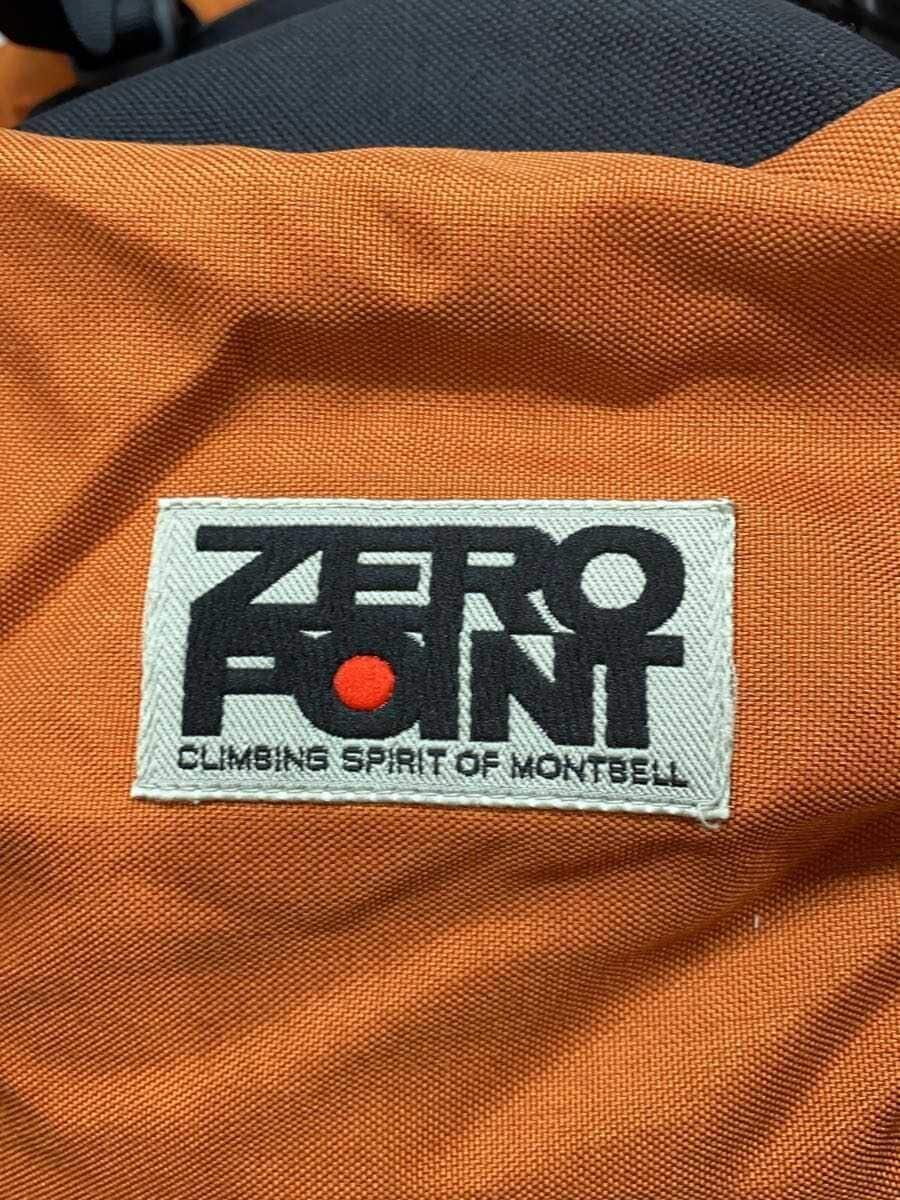 ZERO
POINT
CLIMBING SPIRIT OF MONTBELL